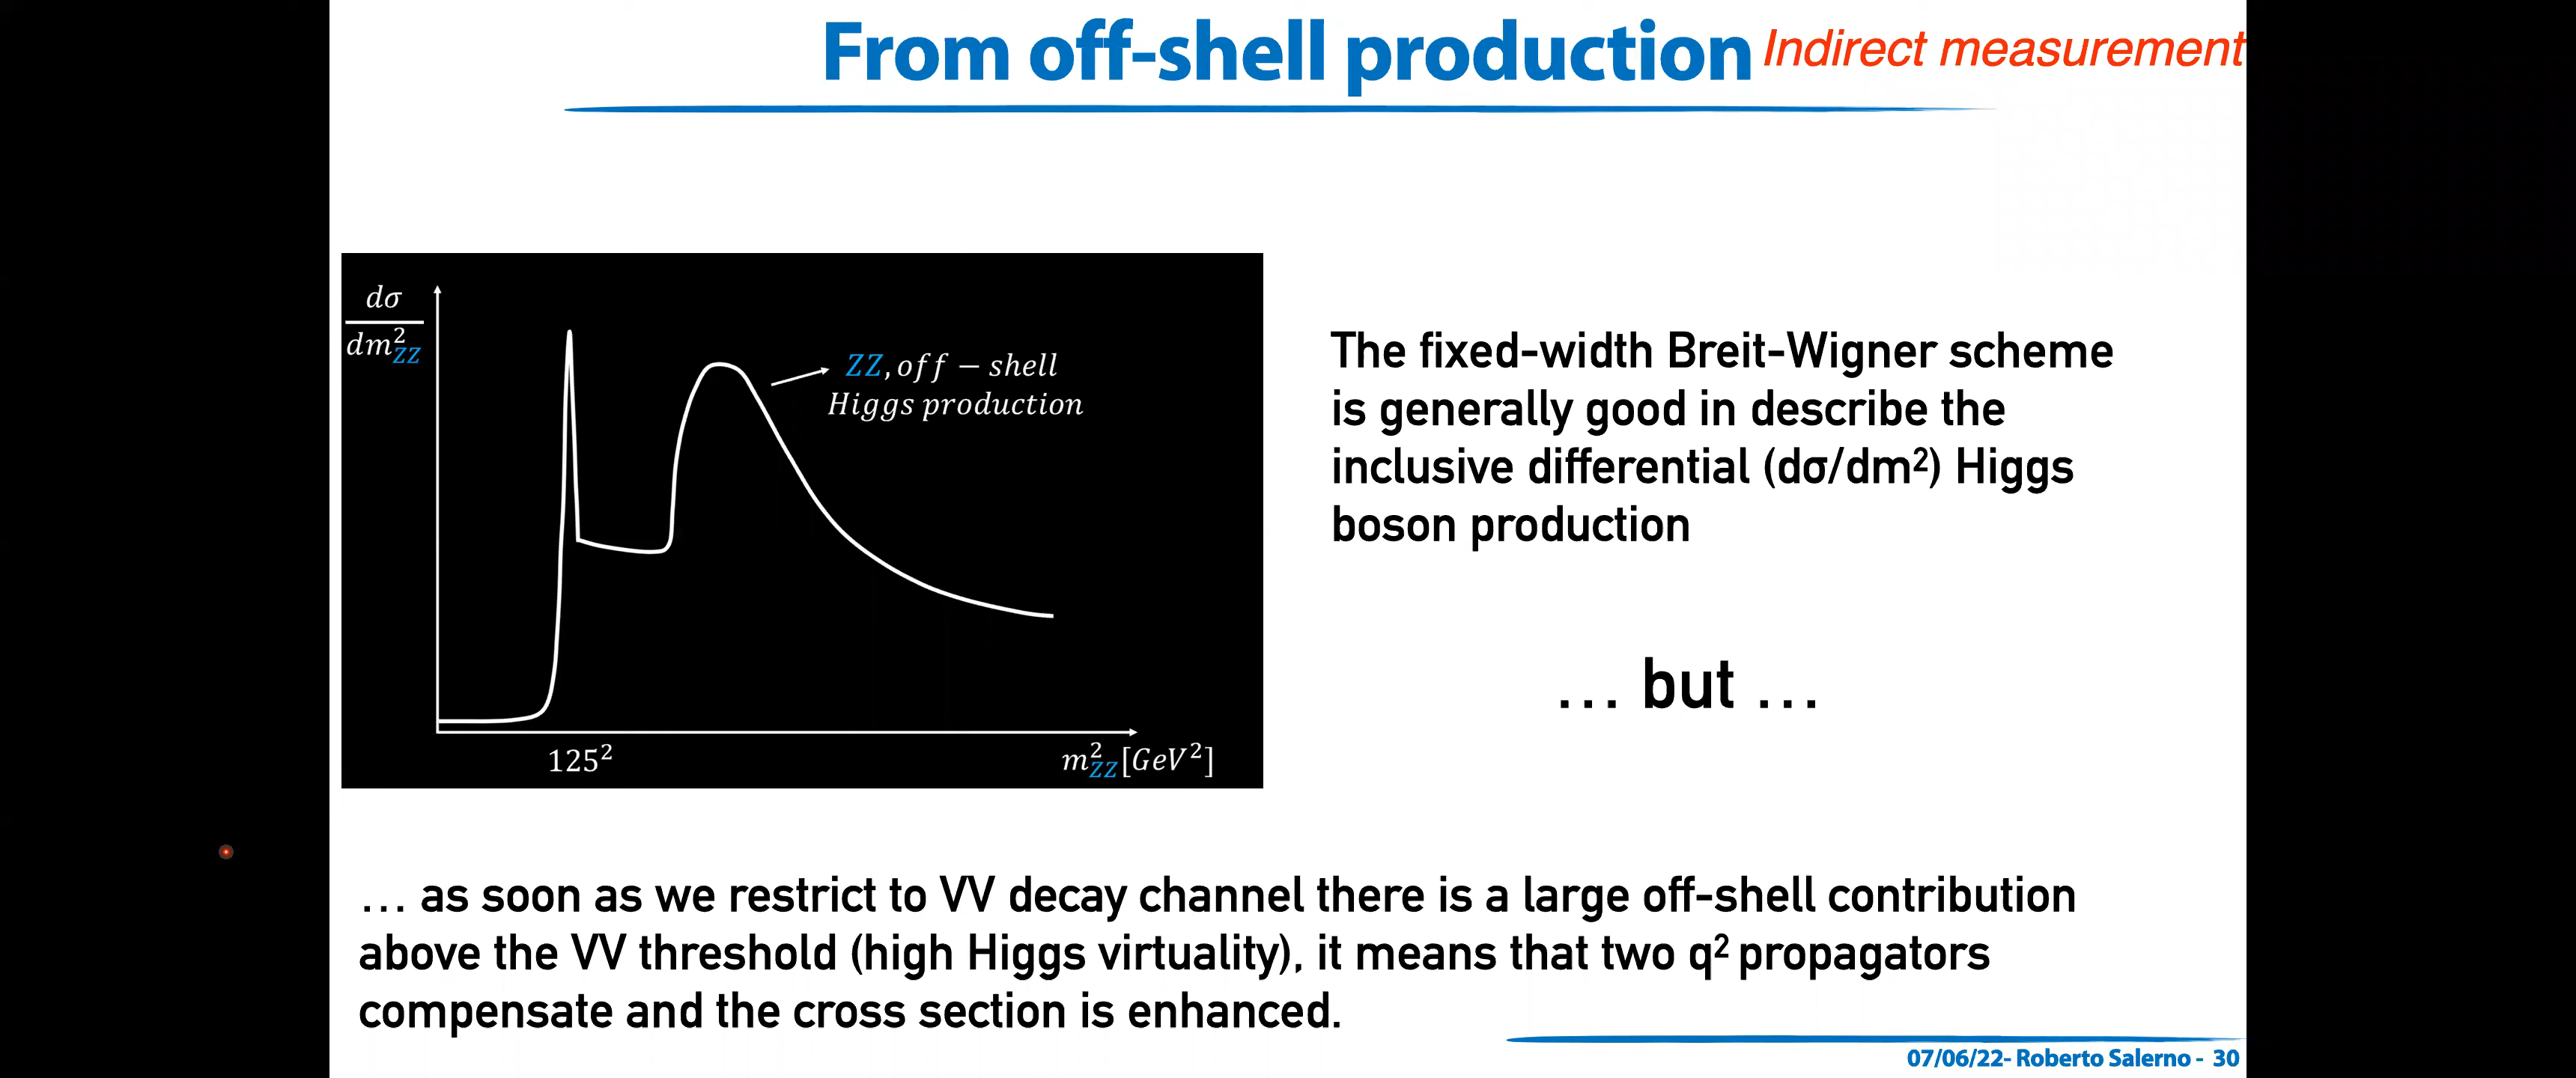 From off-shell production Indirect measurement
dσ
dm²ZZ
ZZ, off − shell
Higgs production
125²
m²ZZ[GeV²]
The fixed-width Breit-Wigner scheme
is generally good in describe the
inclusive differential (dσ/dm²) Higgs
boson production
… but …
… as soon as we restrict to VV decay channel there is a large off-shell contribution
above the VV threshold (high Higgs virtuality), it means that two q² propagators
compensate and the cross section is enhanced.
07/06/22- Roberto Salerno - 30